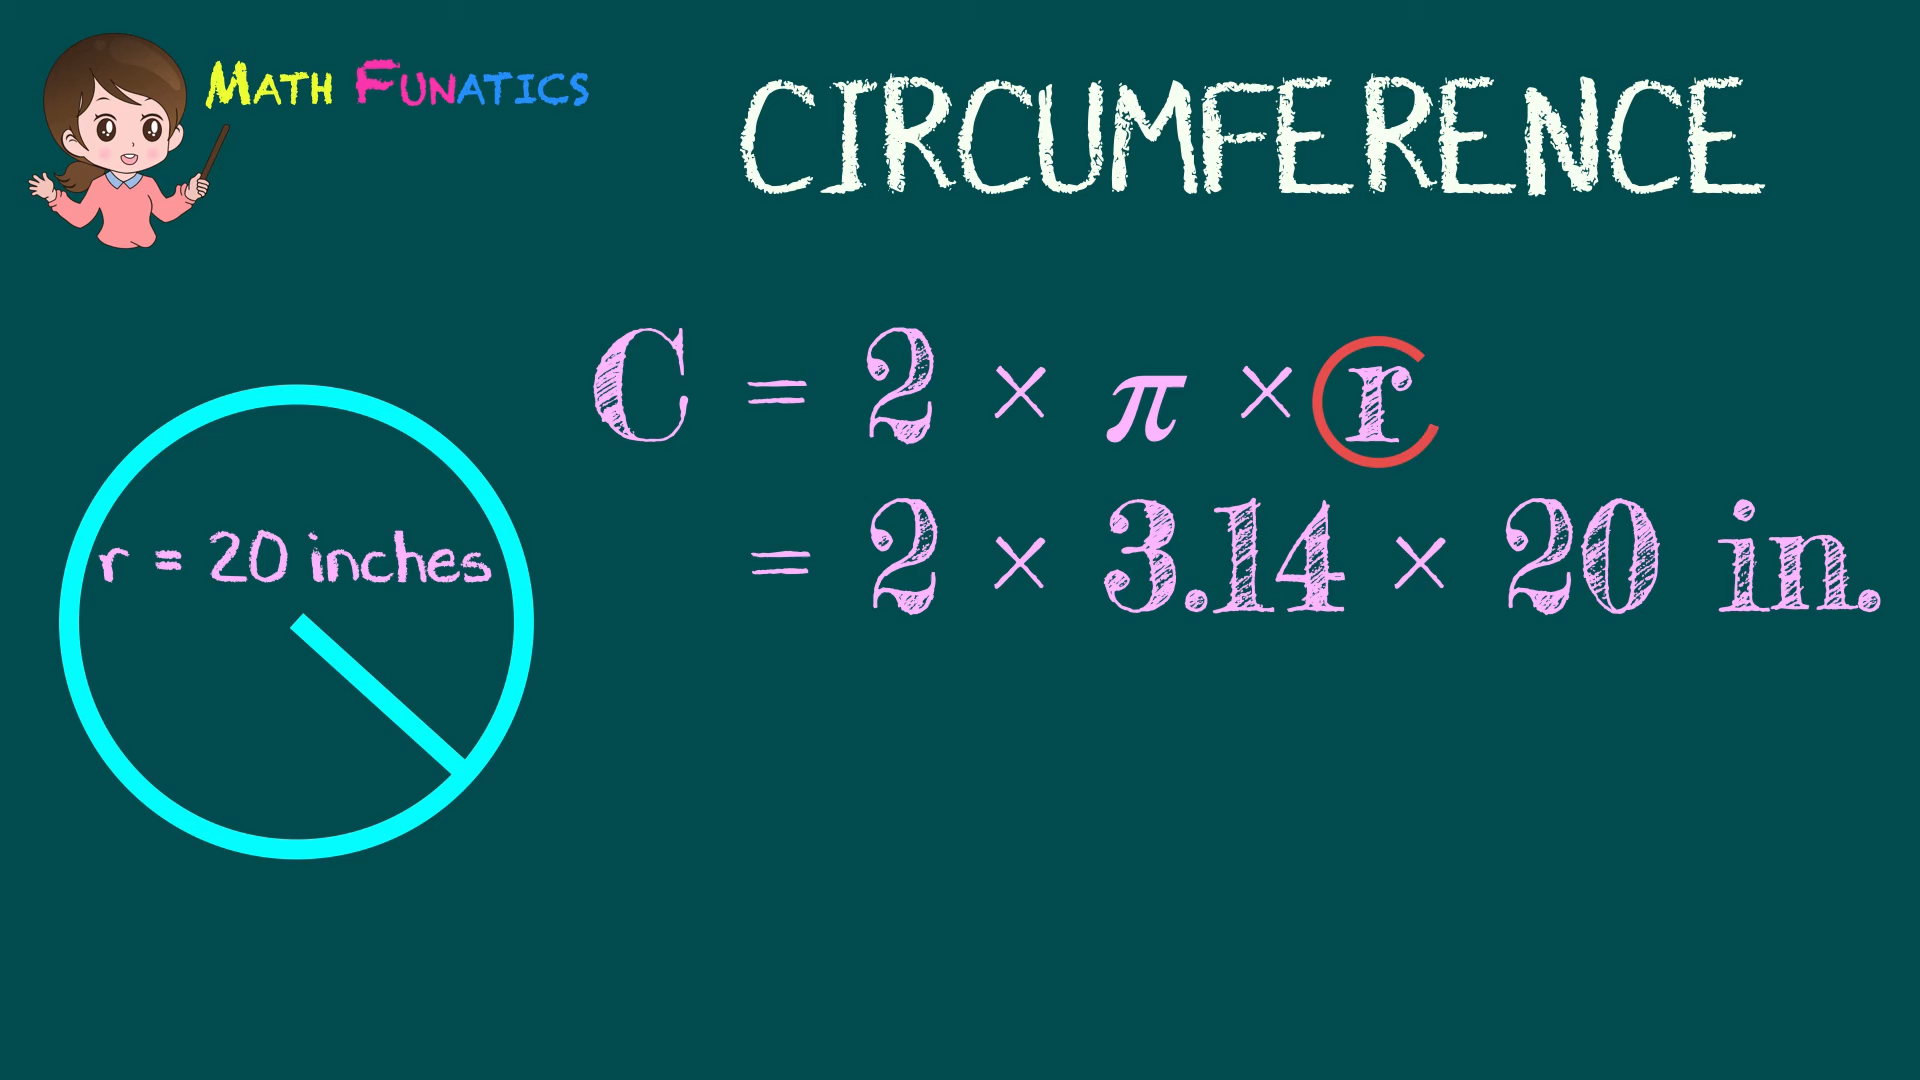 MATH FUNATICS
CIRCUMFERENCE
C = 2 × π × r
r = 20 inches
= 2 × 3.14 × 20 in.